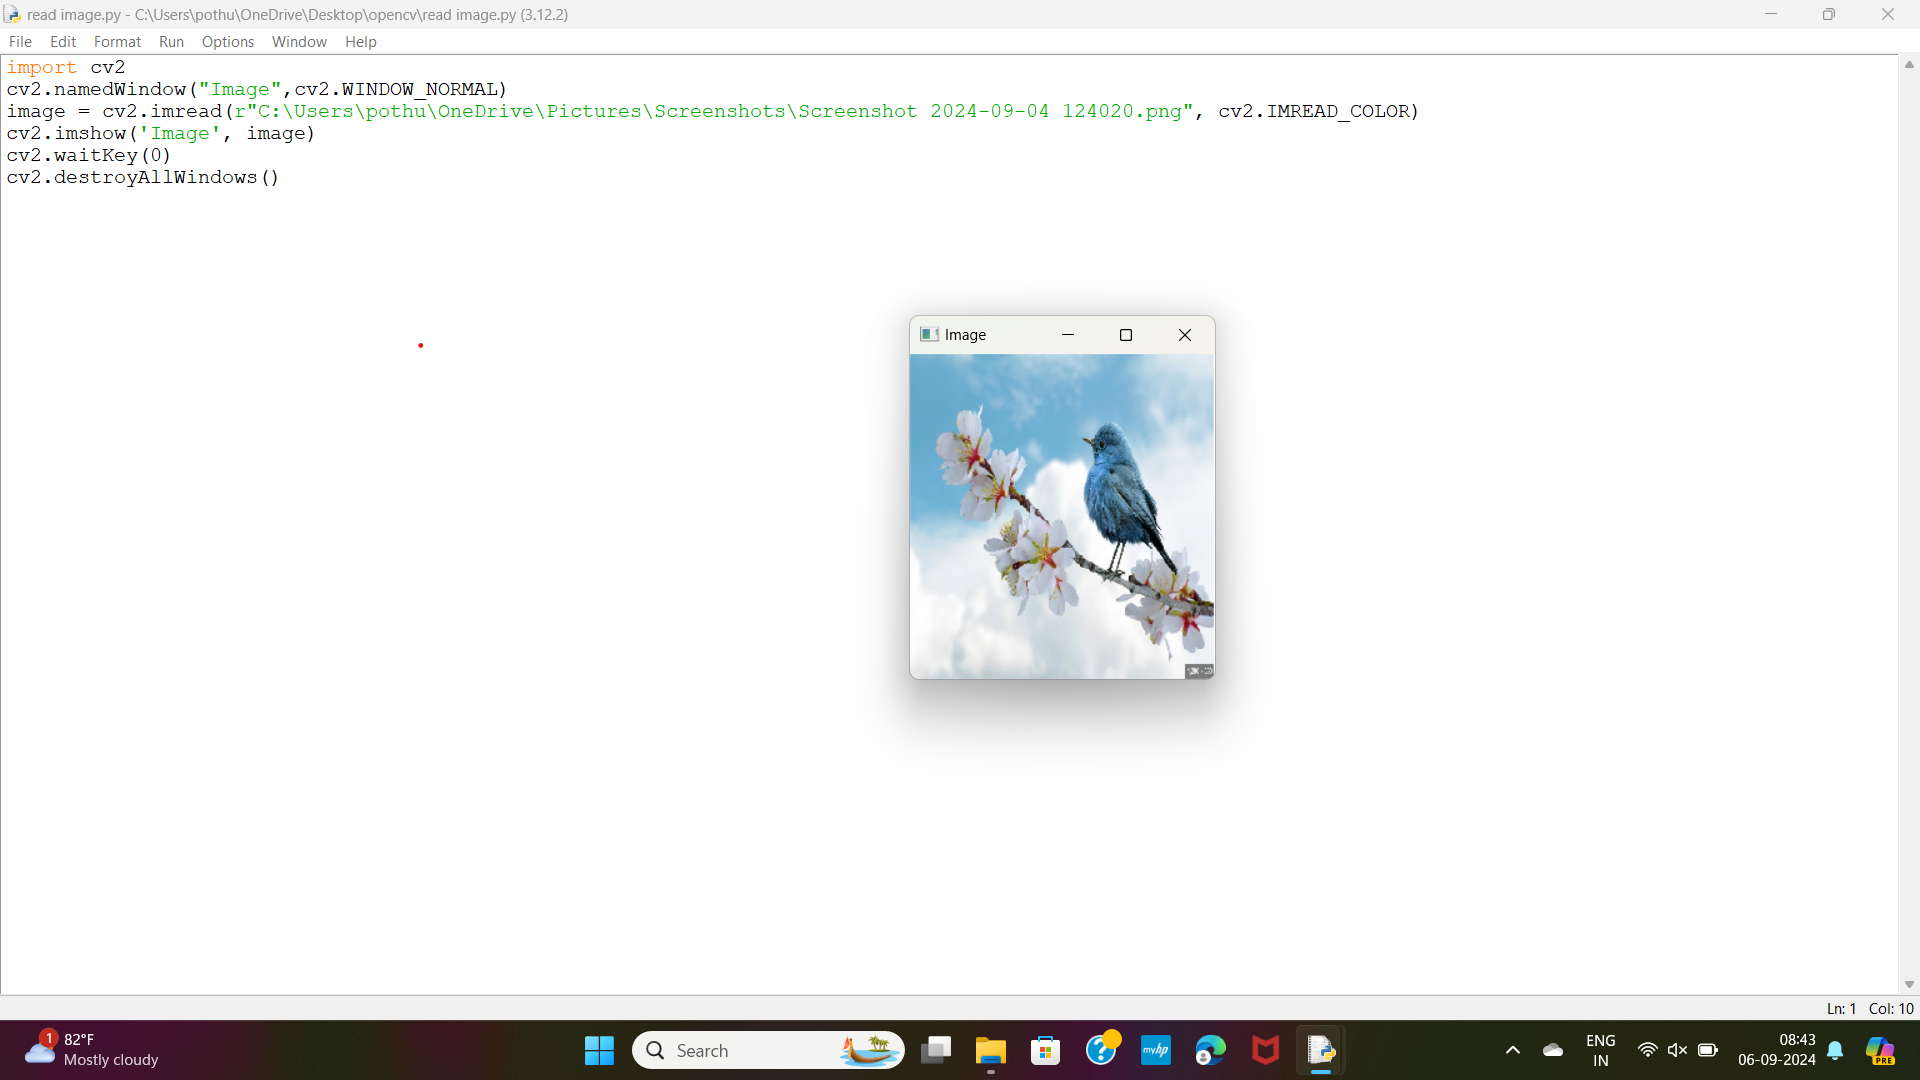 read image.py - C:\Users\pothu\OneDrive\Desktop\opencv\read image.py (3.12.2)
File Edit Format Run Options Window Help
import cv2
cv2.namedWindow("Image",cv2.WINDOW_NORMAL)
image = cv2.imread(r"C:\Users\pothu\OneDrive\Pictures\Screenshots\Screenshot 2024-09-04 124020.png", cv2.IMREAD_COLOR)
cv2.imshow('Image', image)
cv2.waitKey(0)
cv2.destroyAllWindows()
Image
Ln: 1 Col: 10
1
82°F
Mostly cloudy
Search
myhp
PRE
ENG
IN
08:43
06-09-2024